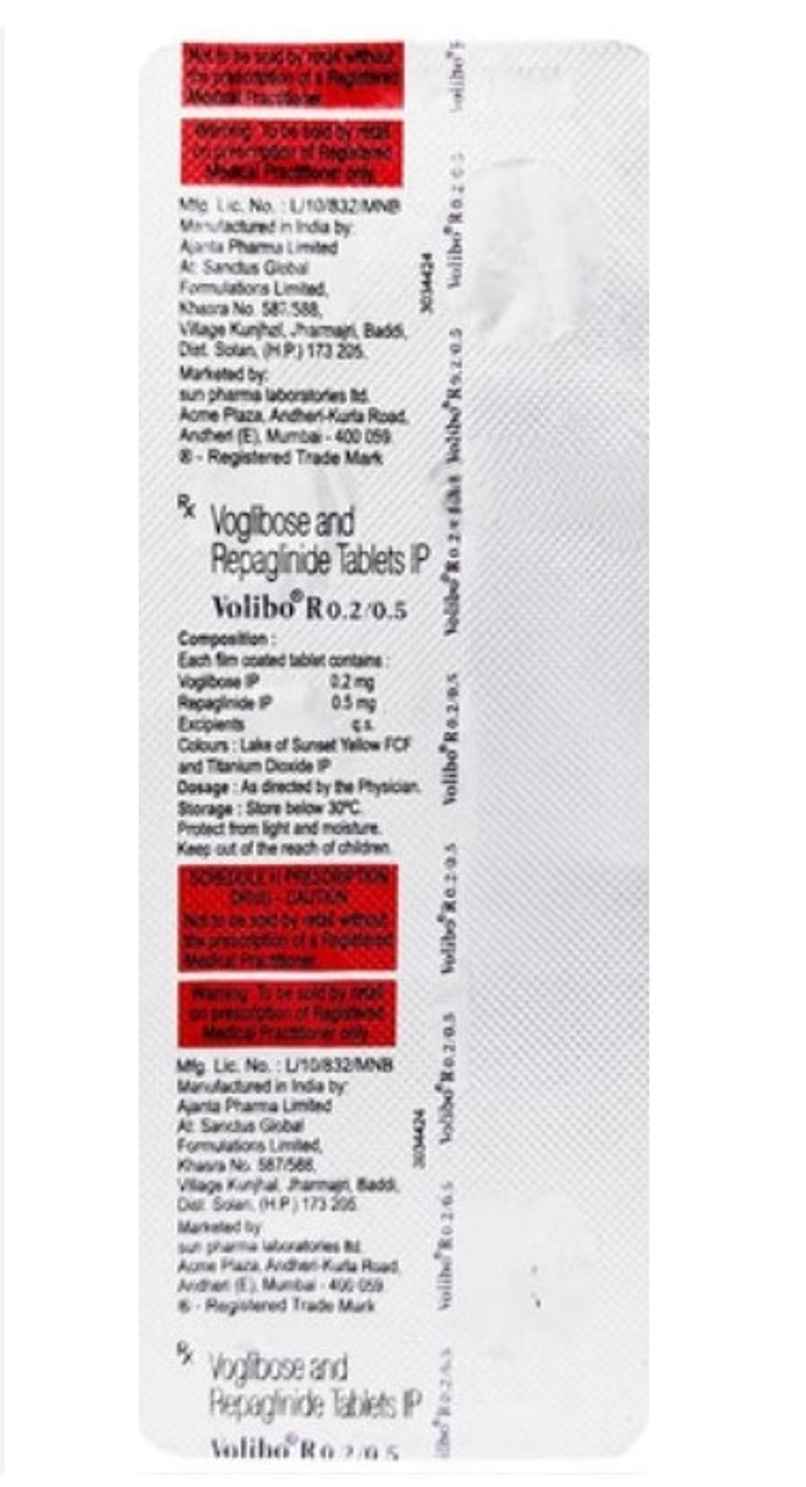 Not to be sold by retail without
the prescription of a Registered
Medical Practitioner
Warning: To be sold by retail
on prescription of Registered
Medical Practitioner only
Mfg. Lic. No. : L/10/832/MNB
Manufactured in India by:
Ajanta Pharma Limited
At: Sanctus Global
Formulations Limited,
Khasra No. 587/588,
Village Kunjhal, Jharmajri, Baddi,
Dist. Solan, (H.P.) 173 205.
Marketed by:
sun pharma laboratories ltd.
Acme Plaza, Andheri-Kurla Road,
Andheri (E), Mumbai - 400 059.
® - Registered Trade Mark
3034424
Rx Voglibose and
Repaglinide Tablets IP
Volibo® R 0.2/0.5
Composition :
Each film coated tablet contains :
Voglibose IP 0.2 mg
Repaglinide IP 0.5 mg
Excipients q.s.
Colours : Lake of Sunset Yellow FCF
and Titanium Dioxide IP
Dosage : As directed by the Physician.
Storage : Store below 30°C.
Protect from light and moisture.
Keep out of the reach of children.
SCHEDULE H PRESCRIPTION
DRUG - CAUTION
Not to be sold by retail without
the prescription of a Registered
Medical Practitioner
Warning: To be sold by retail
on prescription of Registered
Medical Practitioner only
Mfg. Lic. No. : L/10/832/MNB
Manufactured in India by:
Ajanta Pharma Limited
At: Sanctus Global
Formulations Limited,
Khasra No. 587/588,
Village Kunjhal, Jharmajri, Baddi,
Dist. Solan, (H.P.) 173 205.
Marketed by
sun pharma laboratories ltd.
Acme Plaza, Andheri-Kurla Road,
Andheri (E), Mumbai - 400 059
® - Registered Trade Mark
3034424
Rx Voglibose and
Repaglinide Tablets IP
Volibo® R 0.2/0.5
Volibo® R 0.2/0.5
Volibo® R 0.2/0.5
Volibo® R 0.2
Volibo® R 0.2/0.5
Volibo® R 0.2/0.5
Volibo® R 0.2/0.5
Volibo® R 0.2/0.5